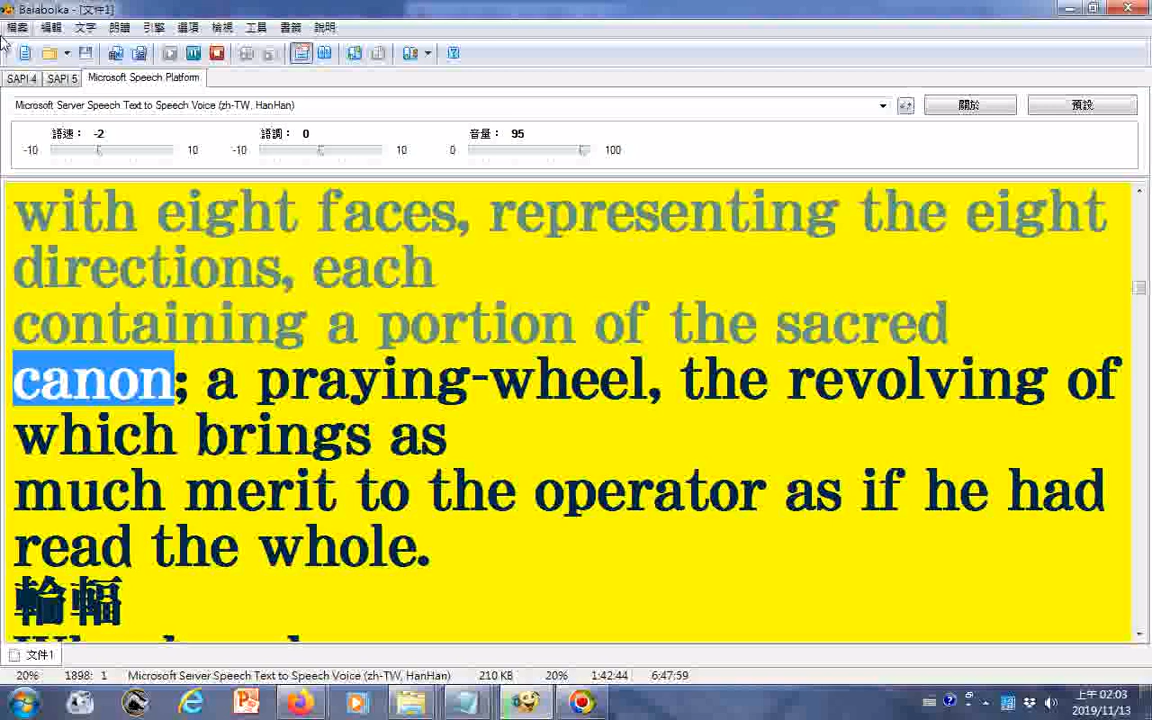 Balabolka - [文件1]
檔案 編輯 文字 朗讀 引擎 選項 檢視 工具 書籤 說明
SAPI 4 SAPI 5 Microsoft Speech Platform
Microsoft Server Speech Text to Speech Voice (zh-TW, HanHan) 關於 預設
語速： -2 語調： 0 音量： 95
-10 10 -10 10 0 100
with eight faces, representing the eight
directions, each
containing a portion of the sacred
canon; a praying-wheel, the revolving of
which brings as
much merit to the operator as if he had
read the whole.
輪輻
文件1
20% 1898: 1 Microsoft Server Speech Text to Speech Voice (zh-TW, HanHan) 210 KB 20% 1:42:44 6:47:59
上午 02:03
2019/11/13